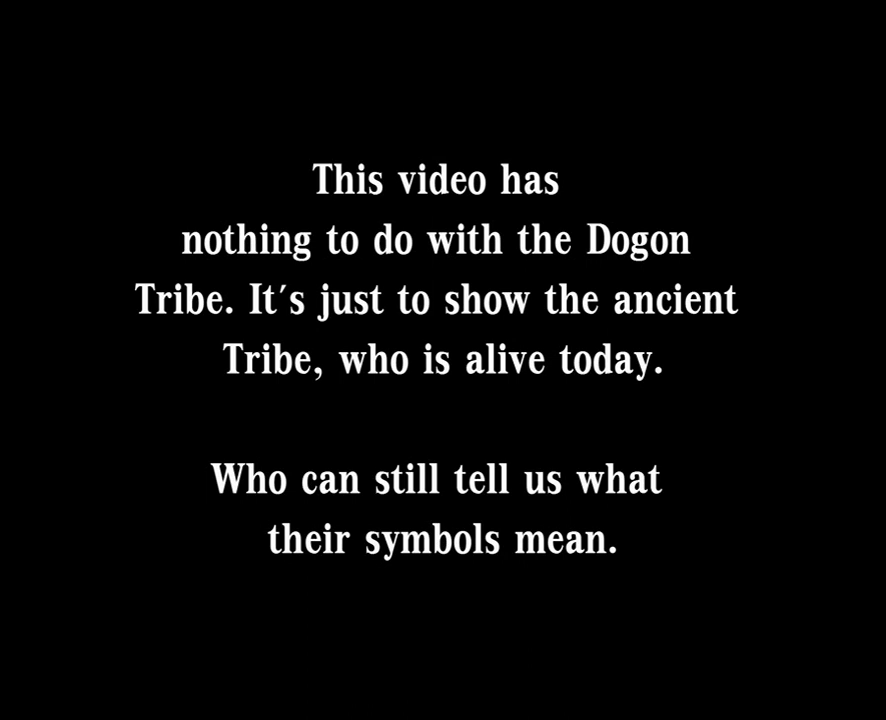 This video has
nothing to do with the Dogon
Tribe. It's just to show the ancient
Tribe, who is alive today.
Who can still tell us what
their symbols mean.